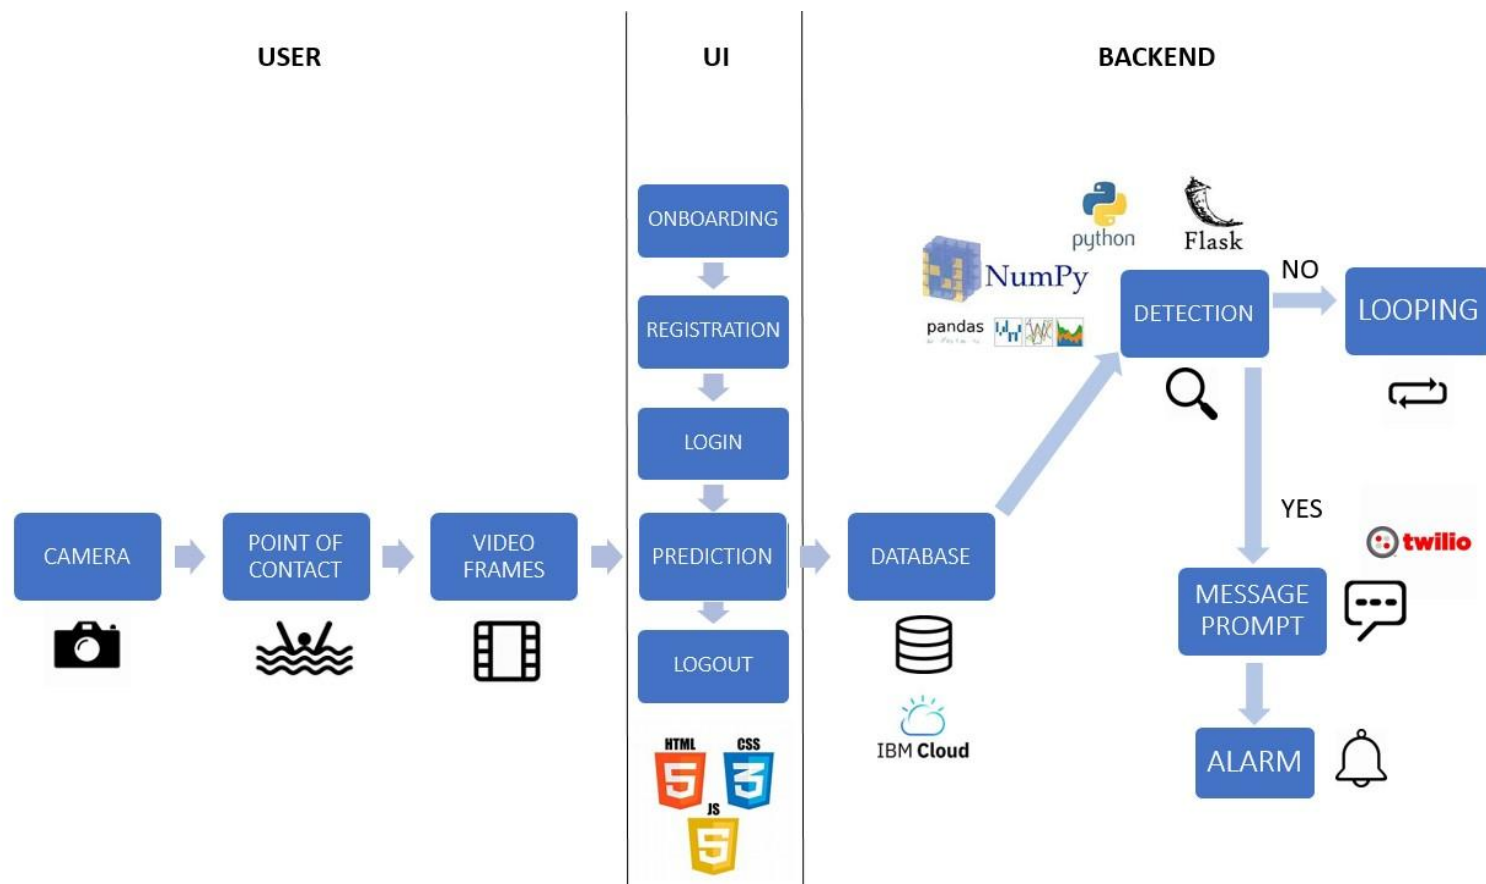 USER
UI
BACKEND
ONBOARDING
REGISTRATION
LOGIN
CAMERA
POINT OF
CONTACT
VIDEO
FRAMES
PREDICTION
LOGOUT
HTML
CSS
JS
DATABASE
IBM Cloud
python
Flask
NumPy
pandas
DETECTION
NO
LOOPING
YES
twilio
MESSAGE
PROMPT
ALARM